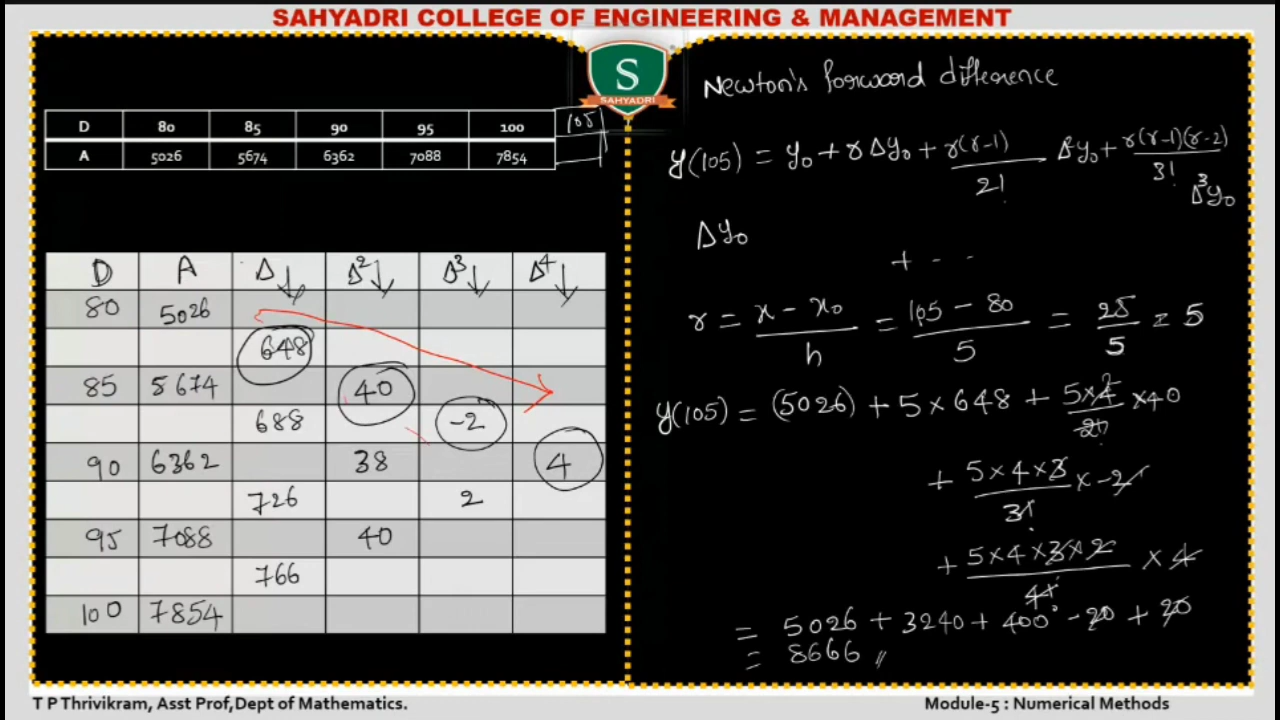 SAHYADRI COLLEGE OF ENGINEERING & MANAGEMENT
S
SAHYADRI
D 80 85 90 95 100 105
A 5026 5674 6362 7088 7854
D A Δ↓ Δ²↓ Δ³↓ Δ⁴↓
80 5026
648
85 5674 40
688 -2
90 6362 38 4
726 2
95 7088 40
766
100 7854
Newton's forward difference
y(105) = y₀ + r Δy₀ + r(r-1)/2! Δ²y₀ + r(r-1)(r-2)/3! Δ³y₀
Δy₀
+ - -
r = x - x₀ / h = 105 - 80 / 5 = 25/5 = 5
y(105) = (5026) + 5 × 648 + 5×4/2! × 40
+ 5 × 4 × 3 / 3! × -2
+ 5×4×3×2 / 4! × 4
= 5026 + 3240 + 400 - 20 + 20
= 8666 //
T P Thrivikram, Asst Prof,Dept of Mathematics.
Module-5 : Numerical Methods